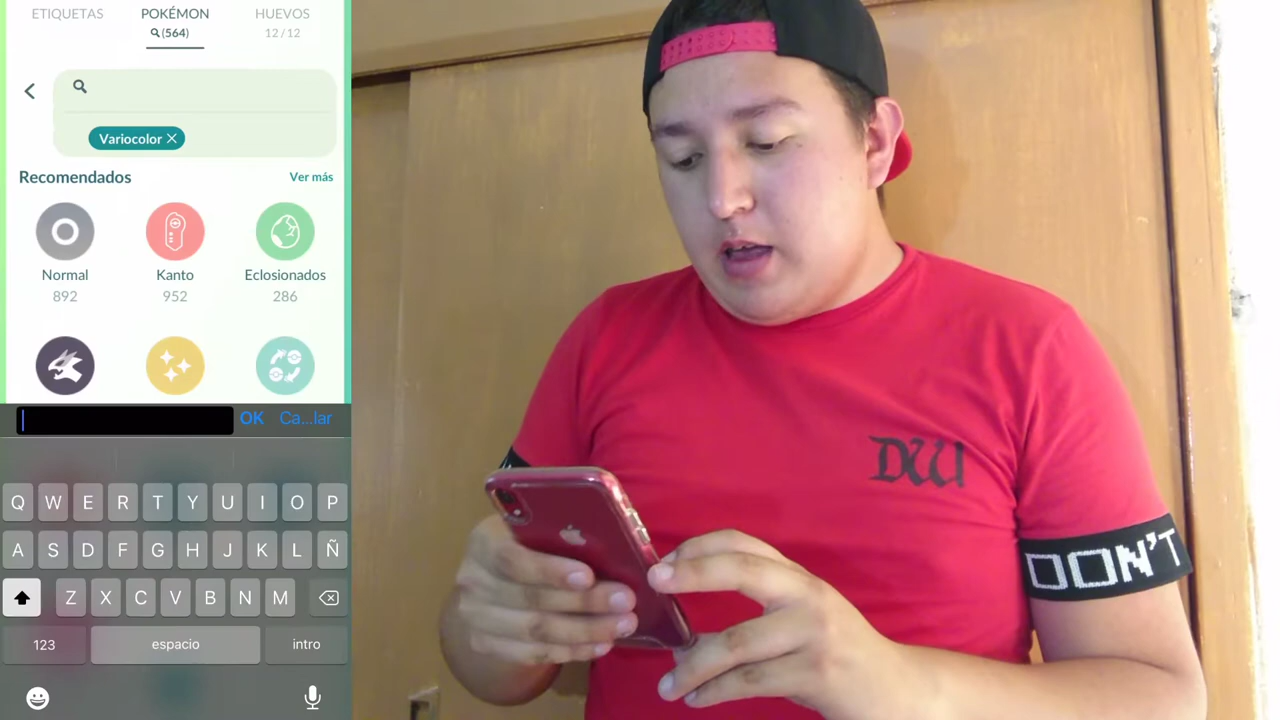 ETIQUETAS POKÉMON HUEVOS
(564) 12 / 12
Variocolor
Recomendados Ver más
Normal Kanto Eclosionados
892 952 286
OK Ca...lar
Q W E R T Y U I O P
A S D F G H J K L Ñ
Z X C V B N M
123 espacio intro
DW
DON'T